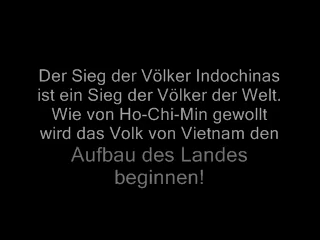 Der Sieg der Völker Indochinas
ist ein Sieg der Völker der Welt.
Wie von Ho-Chi-Min gewollt
wird das Volk von Vietnam den
Aufbau des Landes
beginnen!